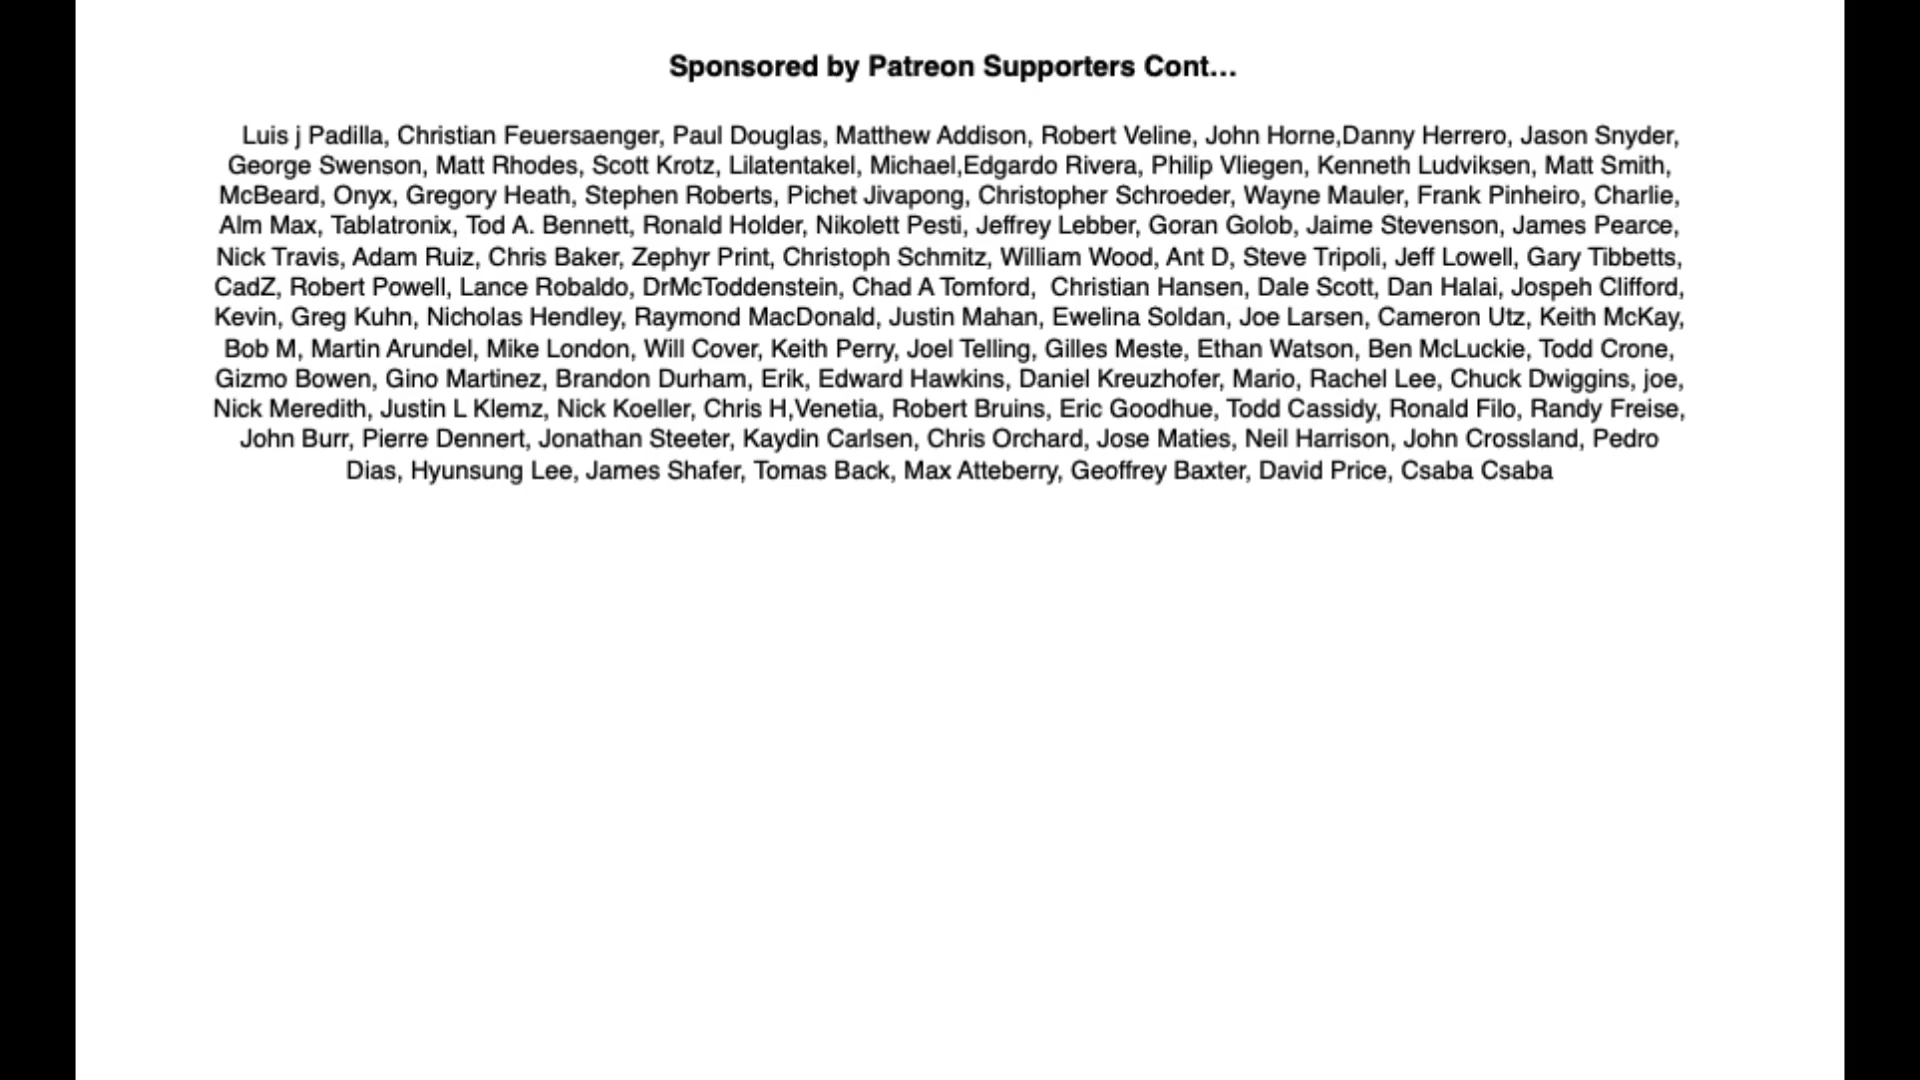 Sponsored by Patreon Supporters Cont...
Luis j Padilla, Christian Feuersaenger, Paul Douglas, Matthew Addison, Robert Veline, John Horne,Danny Herrero, Jason Snyder,
George Swenson, Matt Rhodes, Scott Krotz, Lilatentakel, Michael,Edgardo Rivera, Philip Vliegen, Kenneth Ludviksen, Matt Smith,
McBeard, Onyx, Gregory Heath, Stephen Roberts, Pichet Jivapong, Christopher Schroeder, Wayne Mauler, Frank Pinheiro, Charlie,
Alm Max, Tablatronix, Tod A. Bennett, Ronald Holder, Nikolett Pesti, Jeffrey Lebber, Goran Golob, Jaime Stevenson, James Pearce,
Nick Travis, Adam Ruiz, Chris Baker, Zephyr Print, Christoph Schmitz, William Wood, Ant D, Steve Tripoli, Jeff Lowell, Gary Tibbetts,
CadZ, Robert Powell, Lance Robaldo, DrMcToddenstein, Chad A Tomford,  Christian Hansen, Dale Scott, Dan Halai, Jospeh Clifford,
Kevin, Greg Kuhn, Nicholas Hendley, Raymond MacDonald, Justin Mahan, Ewelina Soldan, Joe Larsen, Cameron Utz, Keith McKay,
Bob M, Martin Arundel, Mike London, Will Cover, Keith Perry, Joel Telling, Gilles Meste, Ethan Watson, Ben McLuckie, Todd Crone,
Gizmo Bowen, Gino Martinez, Brandon Durham, Erik, Edward Hawkins, Daniel Kreuzhofer, Mario, Rachel Lee, Chuck Dwiggins, joe,
Nick Meredith, Justin L Klemz, Nick Koeller, Chris H,Venetia, Robert Bruins, Eric Goodhue, Todd Cassidy, Ronald Filo, Randy Freise,
John Burr, Pierre Dennert, Jonathan Steeter, Kaydin Carlsen, Chris Orchard, Jose Maties, Neil Harrison, John Crossland, Pedro
Dias, Hyunsung Lee, James Shafer, Tomas Back, Max Atteberry, Geoffrey Baxter, David Price, Csaba Csaba